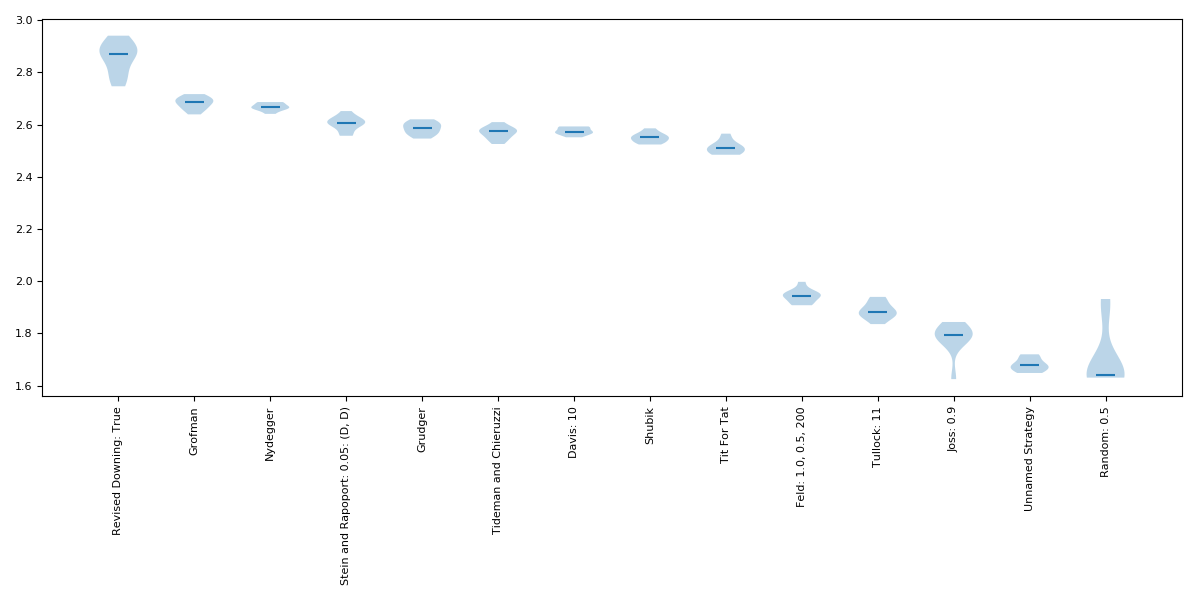 3.0
2.8
2.6
2.4
2.2
2.0
1.8
1.6
Revised Downing: True
Grofman
Nydegger
Stein and Rapoport: 0.05: (D, D)
Grudger
Tideman and Chieruzzi
Davis: 10
Shubik
Tit For Tat
Feld: 1.0, 0.5, 200
Tullock: 11
Joss: 0.9
Unnamed Strategy
Random: 0.5